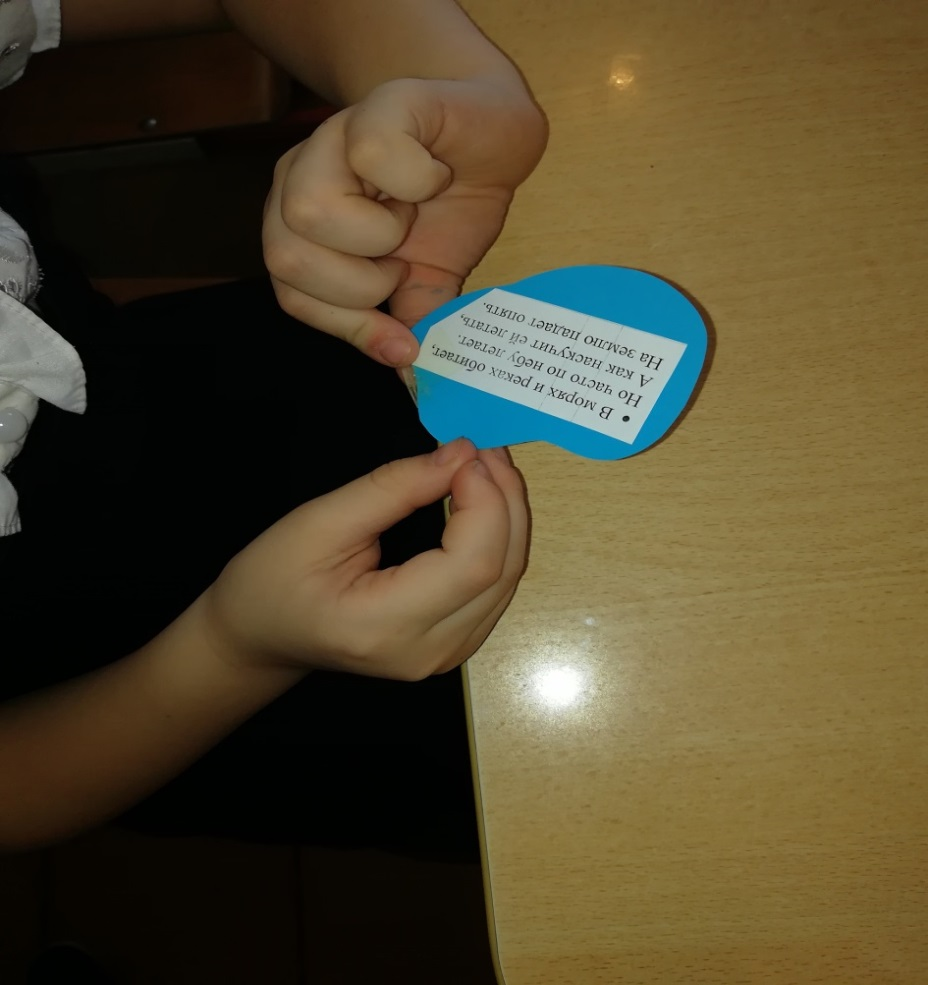 • В морях и реках обитает,
Но часто по небу летает.
А как наскучит ей летать,
На землю падает опять.